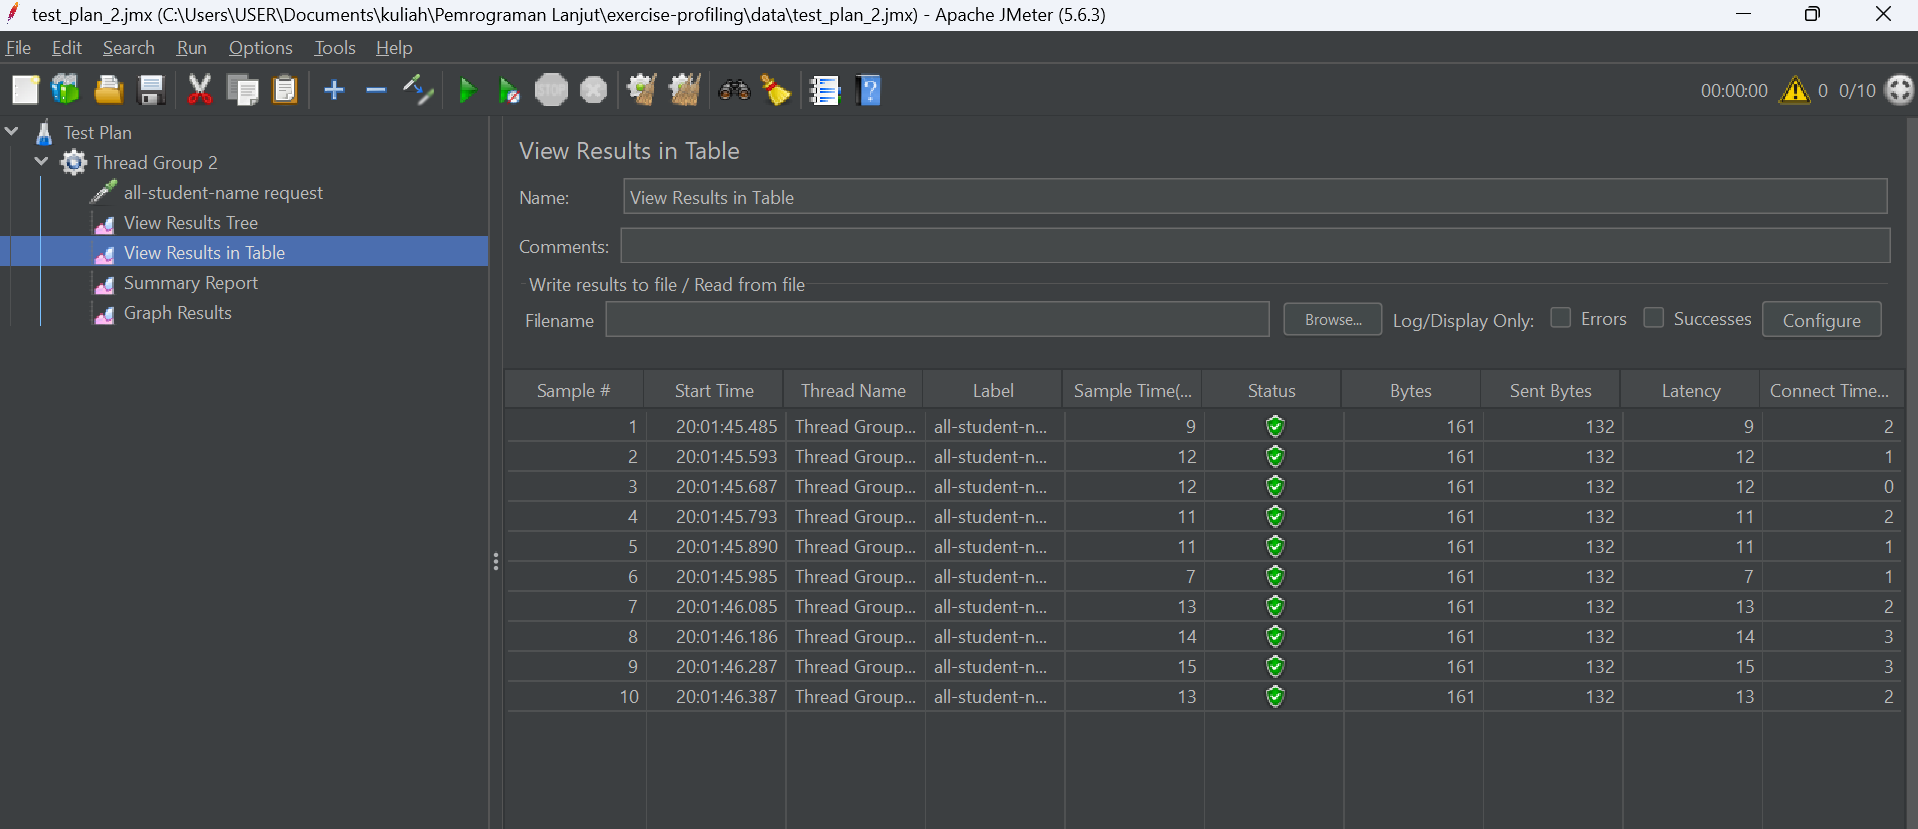 test_plan_2.jmx (C:\Users\USER\Documents\kuliah\Pemrograman Lanjut\exercise-profiling\data\test_plan_2.jmx) - Apache JMeter (5.6.3)
File Edit Search Run Options Tools Help
STOP
00:00:00 0 0/10
Test Plan
Thread Group 2
all-student-name request
View Results Tree
View Results in Table
Summary Report
Graph Results
View Results in Table
Name: View Results in Table
Comments:
Write results to file / Read from file
Filename Browse... Log/Display Only: Errors Successes Configure
Sample # Start Time Thread Name Label Sample Time(... Status Bytes Sent Bytes Latency Connect Time...
1 20:01:45.485 Thread Group... all-student-n... 9 161 132 9 2
2 20:01:45.593 Thread Group... all-student-n... 12 161 132 12 1
3 20:01:45.687 Thread Group... all-student-n... 12 161 132 12 0
4 20:01:45.793 Thread Group... all-student-n... 11 161 132 11 2
5 20:01:45.890 Thread Group... all-student-n... 11 161 132 11 1
6 20:01:45.985 Thread Group... all-student-n... 7 161 132 7 1
7 20:01:46.085 Thread Group... all-student-n... 13 161 132 13 2
8 20:01:46.186 Thread Group... all-student-n... 14 161 132 14 3
9 20:01:46.287 Thread Group... all-student-n... 15 161 132 15 3
10 20:01:46.387 Thread Group... all-student-n... 13 161 132 13 2